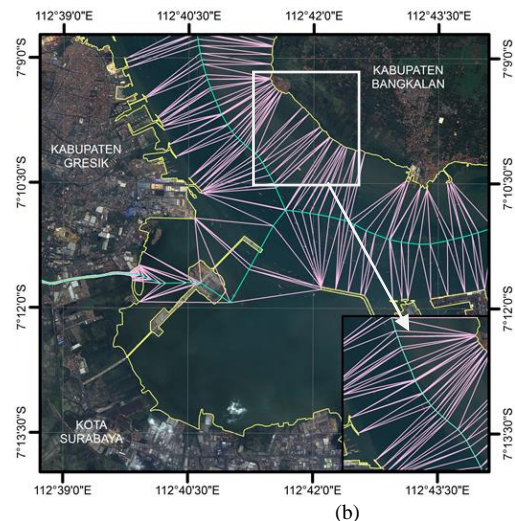 112°39'0"E 112°40'30"E 112°42'0"E 112°43'30"E
7°9'0"S 7°9'0"S
KABUPATEN
BANGKALAN
KABUPATEN
GRESIK
7°10'30"S 7°10'30"S
7°12'0"S 7°12'0"S
KOTA
SURABAYA
7°13'30"S 7°13'30"S
112°39'0"E 112°40'30"E 112°42'0"E 112°43'30"E
(b)